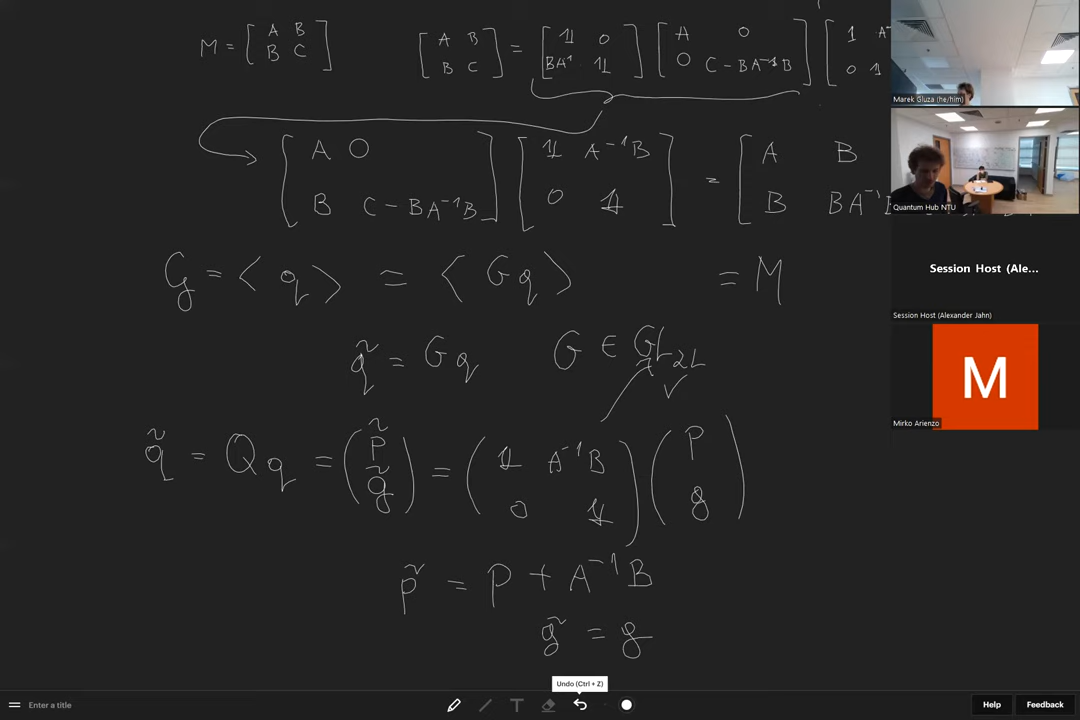 M = [ A B ; B C ]
[ A B ; B C ] = [ 𝟙 0 ; BA⁻¹ 𝟙 ] [ A 0 ; 0 C − BA⁻¹B ] [ 1 A⁻ ; 0 𝟙
[ A 0 ; B C − BA⁻¹B ] [ 𝟙 A⁻¹B ; 0 𝟙 ] = [ A B ; B BA⁻¹B
G = < q > = < Gq > = M
q̃ = Gq G ∈ GL₂L
q̃ = Qq = ( p̃ ; g̃ ) = ( 𝟙 A⁻¹B ; 0 𝟙 ) ( P ; g )
p̃ = P + A⁻¹B
g̃ = g
Undo (Ctrl + Z)
Enter a title
T
Help
Feedback
Marek Gluza (he/him)
Quantum Hub NTU
Session Host (Ale...
Session Host (Alexander Jahn)
M
Mirko Arienzo